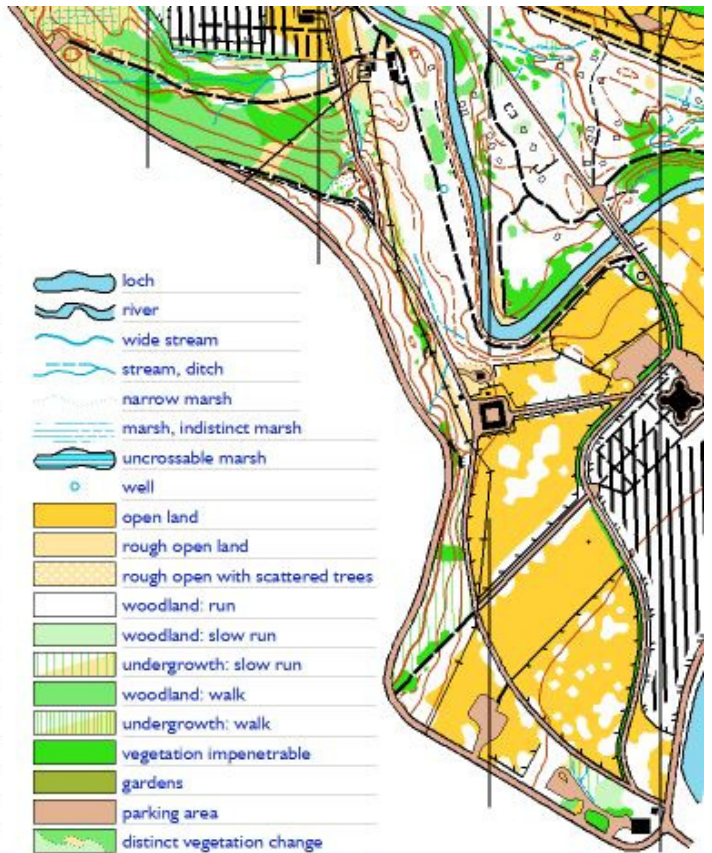 loch
river
wide stream
stream, ditch
narrow marsh
marsh, indistinct marsh
uncrossable marsh
well
open land
rough open land
rough open with scattered trees
woodland: run
woodland: slow run
undergrowth: slow run
woodland: walk
undergrowth: walk
vegetation impenetrable
gardens
parking area
distinct vegetation change